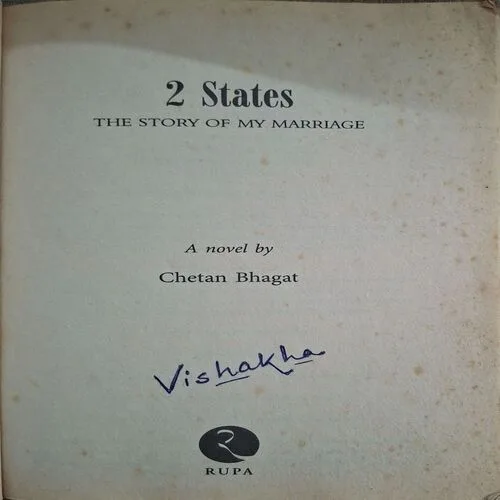 2 States
THE STORY OF MY MARRIAGE
A novel by
Chetan Bhagat
Vishakha
RUPA